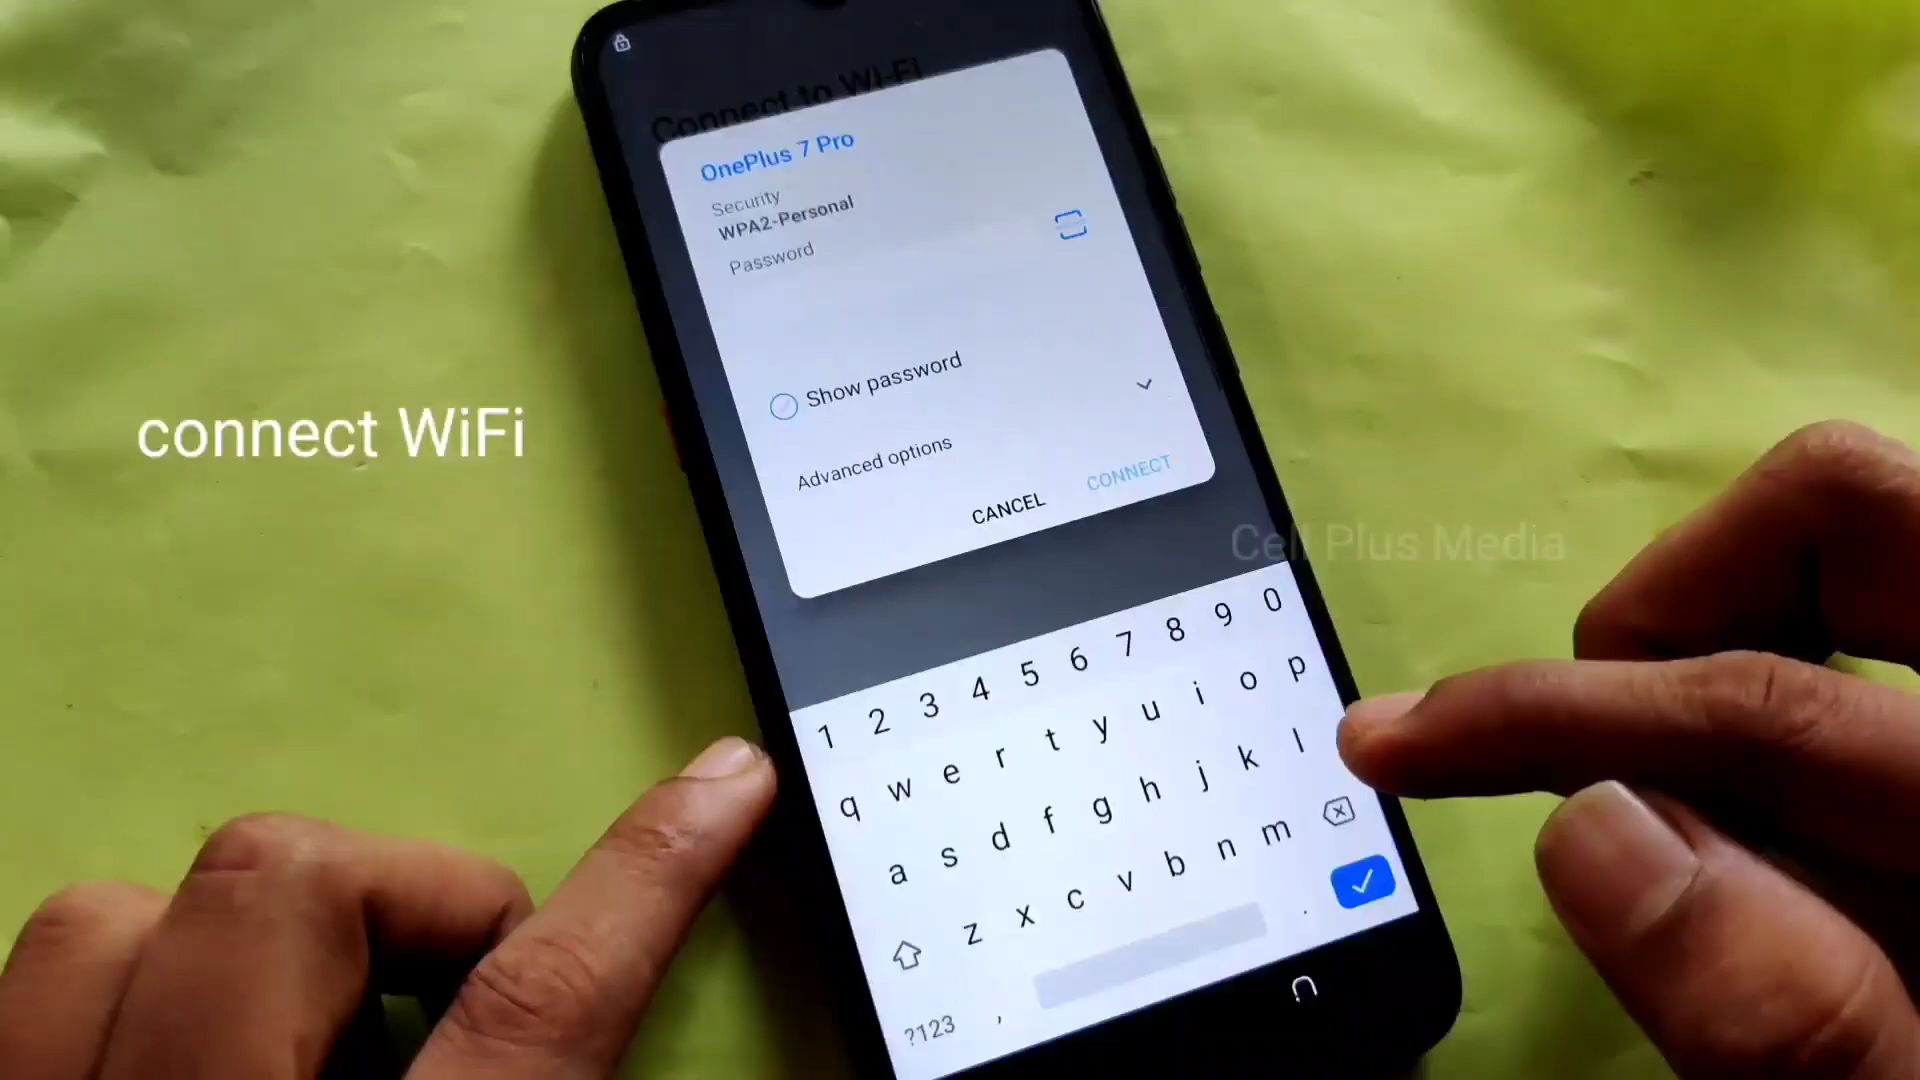 Connect to Wi-Fi
OnePlus 7 Pro
Security
WPA2-Personal
Password
Show password
Advanced options
CANCEL CONNECT
connect WiFi
Cell Plus Media
1 2 3 4 5 6 7 8 9 0
q w e r t y u i o p
a s d f g h j k l
z x c v b n m
?123 , .